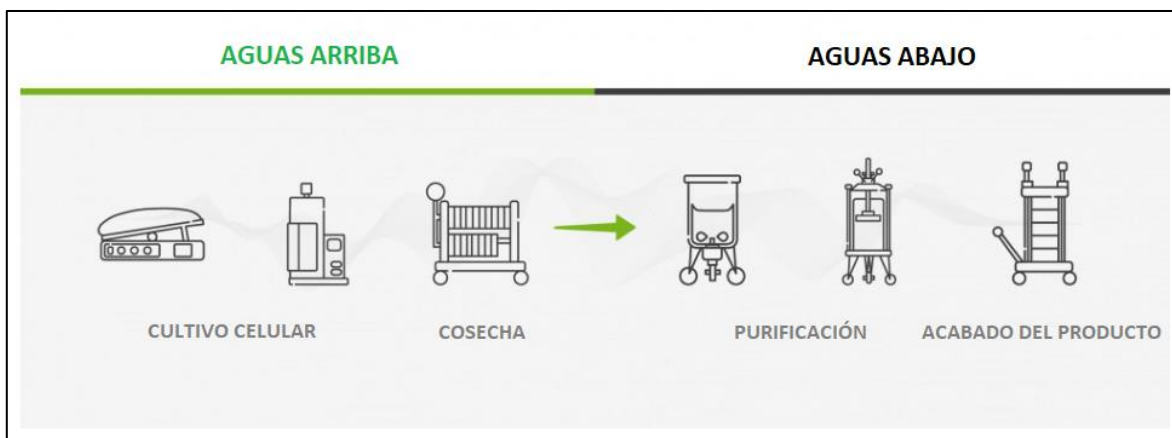 AGUAS ARRIBA
AGUAS ABAJO
CULTIVO CELULAR
COSECHA
PURIFICACIÓN
ACABADO DEL PRODUCTO